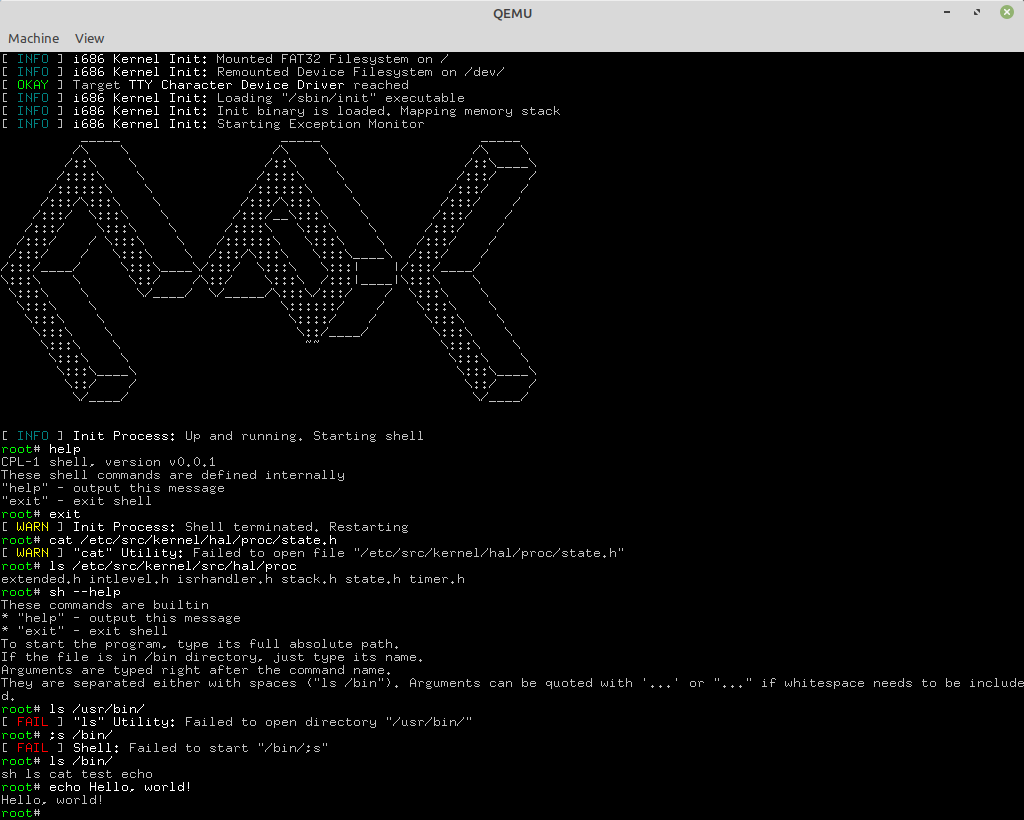 QEMU
Machine View
[ INFO ] i686 Kernel Init: Mounted FAT32 Filesystem on /
[ INFO ] i686 Kernel Init: Remounted Device Filesystem on /dev/
[ OKAY ] Target TTY Character Device Driver reached
[ INFO ] i686 Kernel Init: Loading "/sbin/init" executable
[ INFO ] i686 Kernel Init: Init binary is loaded. Mapping memory stack
[ INFO ] i686 Kernel Init: Starting Exception Monitor
[ INFO ] Init Process: Up and running. Starting shell
root# help
CPL-1 shell, version v0.0.1
These shell commands are defined internally
"help" - output this message
"exit" - exit shell
root# exit
[ WARN ] Init Process: Shell terminated. Restarting
root# cat /etc/src/kernel/hal/proc/state.h
[ WARN ] "cat" Utility: Failed to open file "/etc/src/kernel/hal/proc/state.h"
root# ls /etc/src/kernel/src/hal/proc
extended.h intlevel.h isrhandler.h stack.h state.h timer.h
root# sh --help
These commands are builtin
* "help" - output this message
* "exit" - exit shell
To start the program, type its full absolute path.
If the file is in /bin directory, just type its name.
Arguments are typed right after the command name.
They are separated either with spaces ("ls /bin"). Arguments can be quoted with '...' or "..." if whitespace needs to be include
d.
root# ls /usr/bin/
[ FAIL ] "ls" Utility: Failed to open directory "/usr/bin/"
root# ;s /bin/
[ FAIL ] Shell: Failed to start "/bin/;s"
root# ls /bin/
sh ls cat test echo
root# echo Hello, world!
Hello, world!
root#